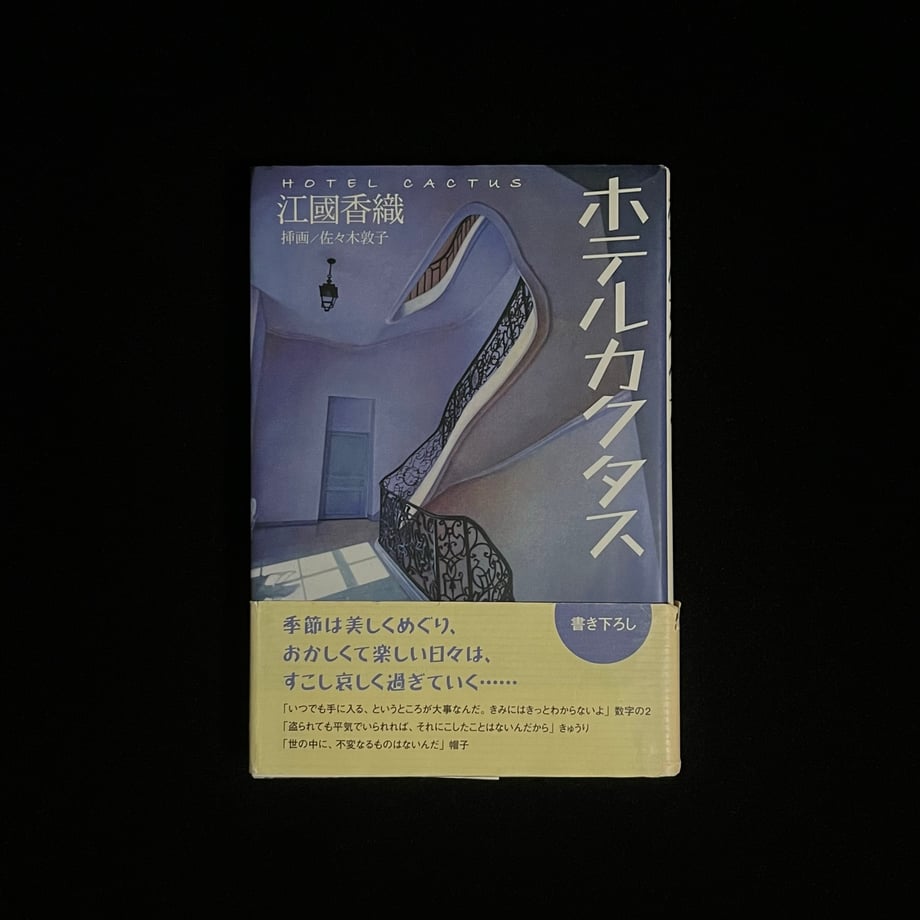 HOTEL CACTUS
江國香織
挿画／佐々木敦子
ホテルカクタス
書き下ろし
季節は美しくめぐり、
おかしくて楽しい日々は、
すこし哀しく過ぎていく……
「いつでも手に入る、というところが大事なんだ。きみにはきっとわからないよ」数字の2
「盗られても平気でいられれば、それにこしたことはないんだから」きゅうり
「世の中に、不変なるものはないんだ」帽子